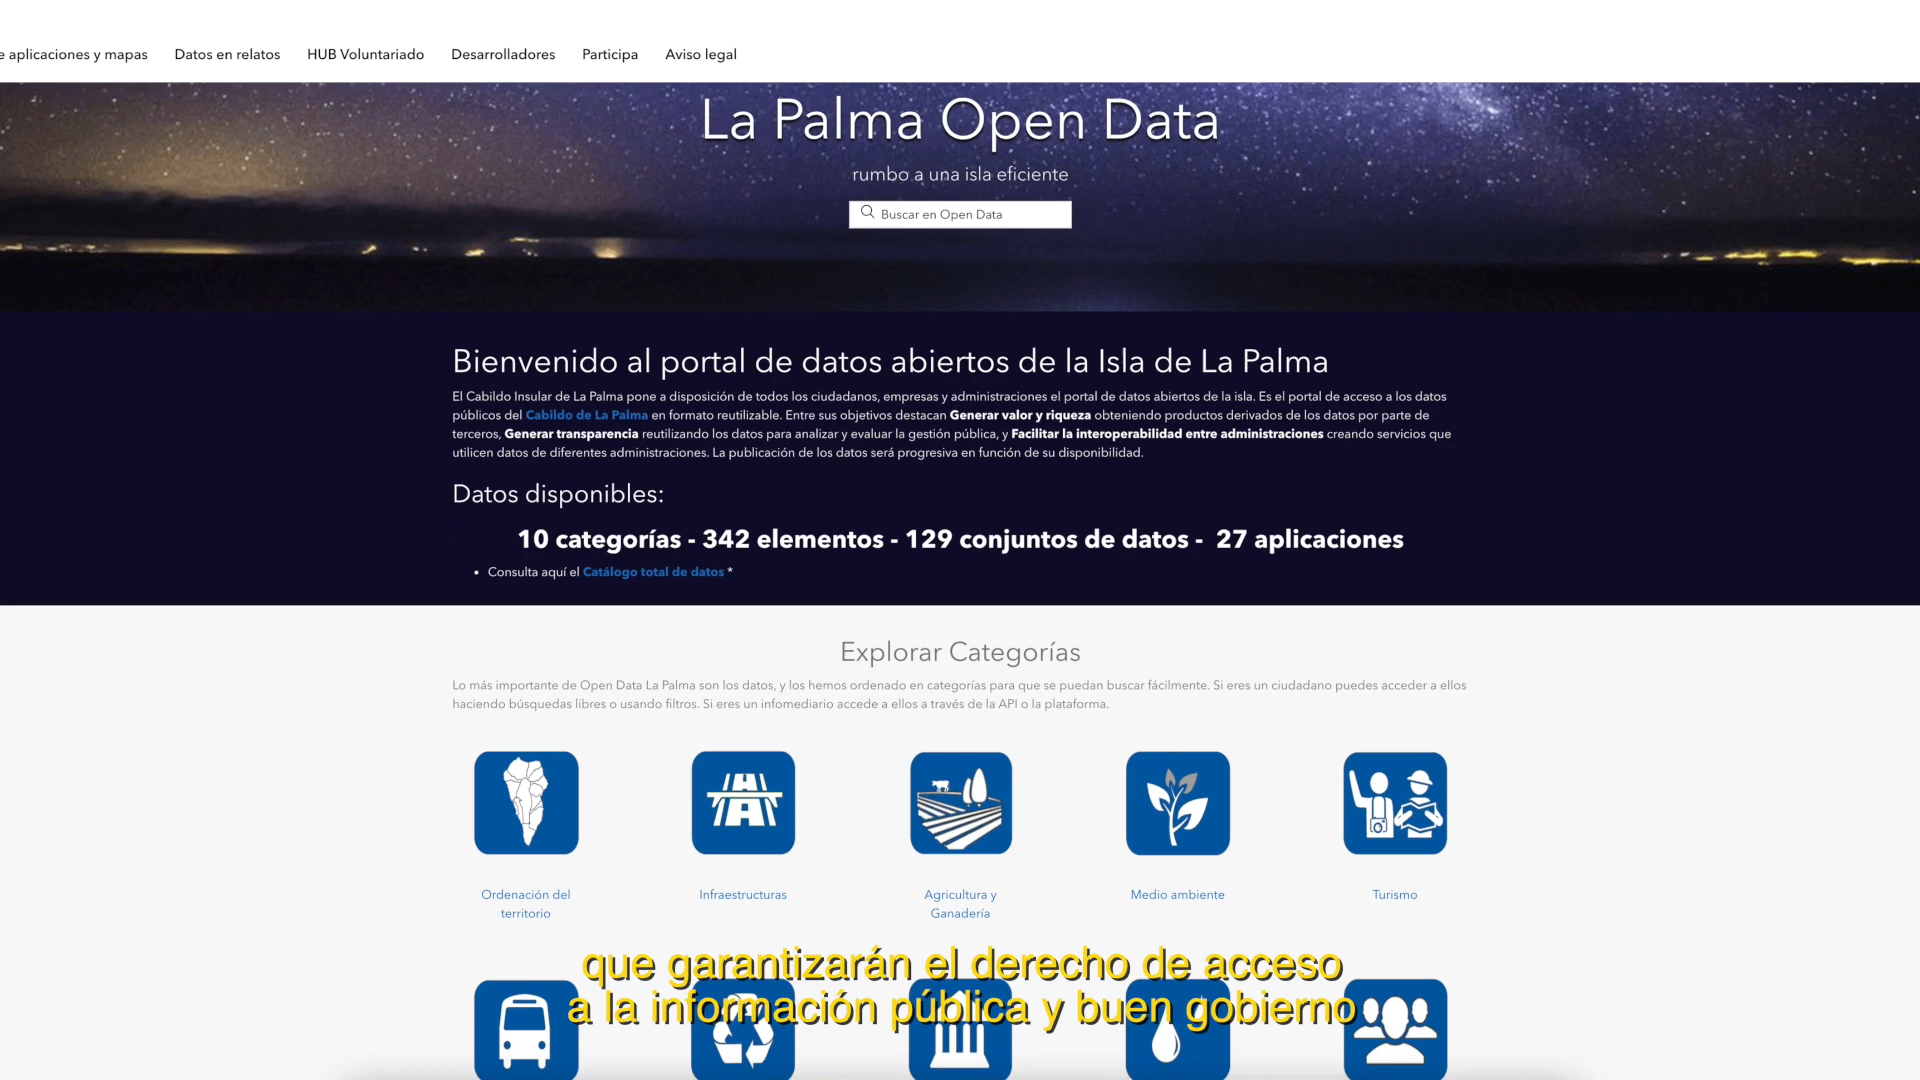 aplicaciones y mapas Datos en relatos HUB Voluntariado Desarrolladores Participa Aviso legal
La Palma Open Data
rumbo a una isla eficiente
Buscar en Open Data
Bienvenido al portal de datos abiertos de la Isla de La Palma
El Cabildo Insular de La Palma pone a disposición de todos los ciudadanos, empresas y administraciones el portal de datos abiertos de la isla. Es el portal de acceso a los datos
públicos del Cabildo de La Palma en formato reutilizable. Entre sus objetivos destacan Generar valor y riqueza obteniendo productos derivados de los datos por parte de
terceros, Generar transparencia reutilizando los datos para analizar y evaluar la gestión pública, y Facilitar la interoperabilidad entre administraciones creando servicios que
utilicen datos de diferentes administraciones. La publicación de los datos será progresiva en función de su disponibilidad.
Datos disponibles:
10 categorías - 342 elementos - 129 conjuntos de datos - 27 aplicaciones
• Consulta aquí el Catálogo total de datos *
Explorar Categorías
Lo más importante de Open Data La Palma son los datos, y los hemos ordenado en categorías para que se puedan buscar fácilmente. Si eres un ciudadano puedes acceder a ellos
haciendo búsquedas libres o usando filtros. Si eres un infomediario accede a ellos a través de la API o la plataforma.
Ordenación del
territorio
Infraestructuras
Agricultura y
Ganadería
Medio ambiente
Turismo
que garantizarán el derecho de acceso
a la información pública y buen gobierno